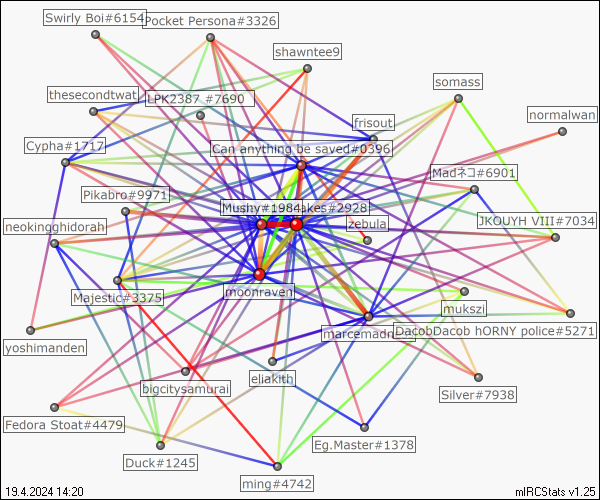 Swirly Boi#6154
Pocket Persona#3326
shawntee9
somass
thesecondtwat
LPK2387 #7690
normalwan
frisout
Cypha#1717
Can anything be saved#0396
Madネコ#6901
Pikabro#9971
Mushy#1984
akes#2928
neokingghidorah
zebula
JKOUYH VIII#7034
moonraven
Majestic#3375
mukszi
marcemadn
DacobDacob hORNY police#5271
yoshimanden
bigcitysamurai
eliakith
Silver#7938
Fedora Stoat#4479
Eg.Master#1378
Duck#1245
ming#4742
19.4.2024 14:20
mIRCStats v1.25